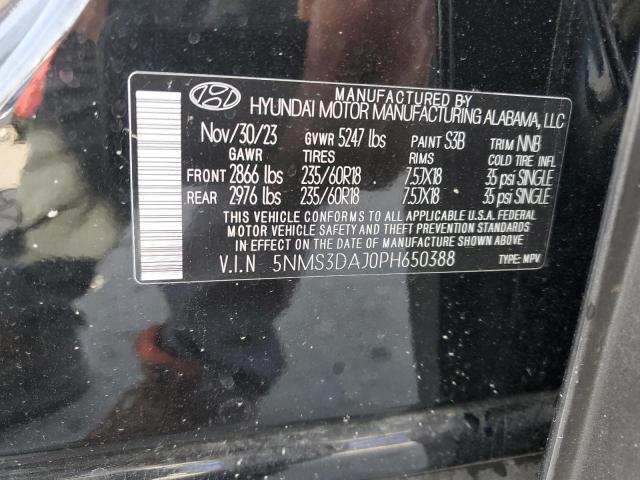 MANUFACTURED BY
HYUNDAI MOTOR MANUFACTURING ALABAMA, LLC
Nov/30/23 GVWR 5247 lbs PAINT S3B TRIM NNB
GAWR TIRES RIMS COLD TIRE INFL
FRONT 2866 lbs 235/60R18 7.5JX18 35 psi SINGLE
REAR 2976 lbs 235/60R18 7.5JX18 35 psi SINGLE
THIS VEHICLE CONFORMS TO ALL APPLICABLE U.S.A. FEDERAL
MOTOR VEHICLE SAFETY AND THEFT PREVENTION STANDARDS
IN EFFECT ON THE DATE OF MANUFACTURE SHOWN ABOVE
V.I.N 5NMS3DAJ0PH650388 TYPE: MPV